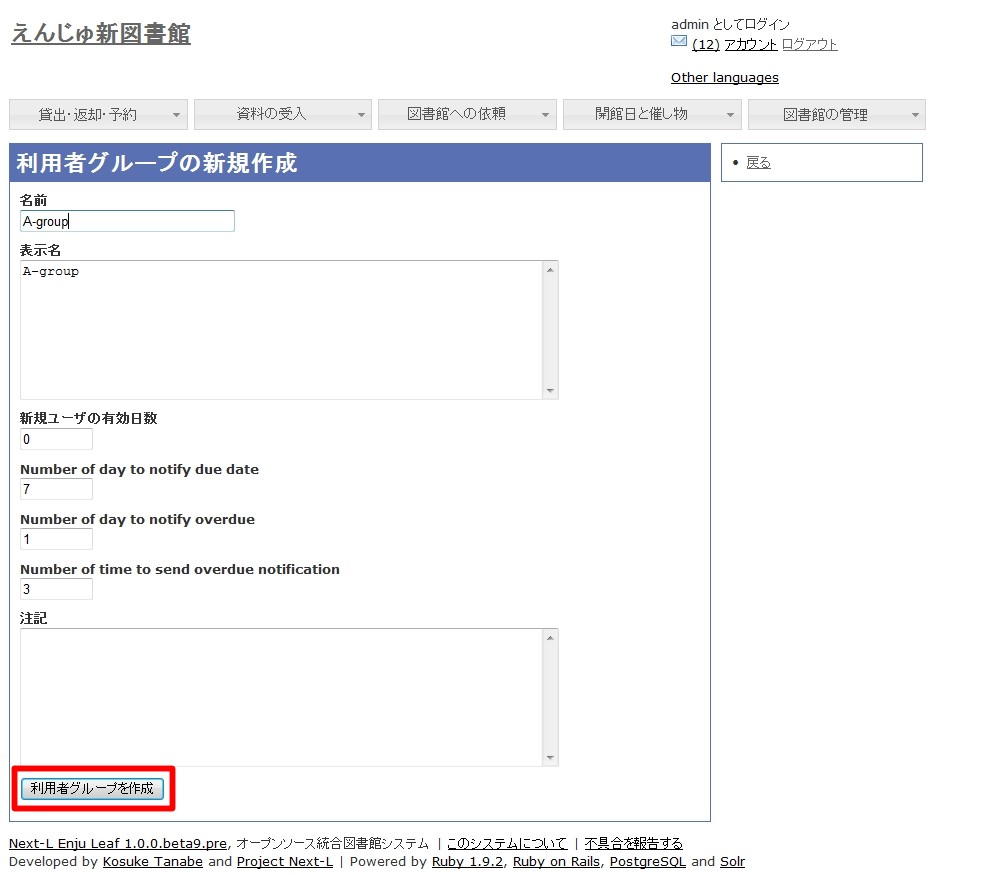 えんじゅ新図書館
admin としてログイン
(12) アカウント ログアウト
Other languages
貸出・返却・予約 資料の受入 図書館への依頼 開館日と催し物 図書館の管理
利用者グループの新規作成
• 戻る
名前
A-group
表示名
A-group
新規ユーザの有効日数
0
Number of day to notify due date
7
Number of day to notify overdue
1
Number of time to send overdue notification
3
注記
利用者グループを作成
Next-L Enju Leaf 1.0.0.beta9.pre, オープンソース統合図書館システム | このシステムについて | 不具合を報告する
Developed by Kosuke Tanabe and Project Next-L | Powered by Ruby 1.9.2, Ruby on Rails, PostgreSQL and Solr